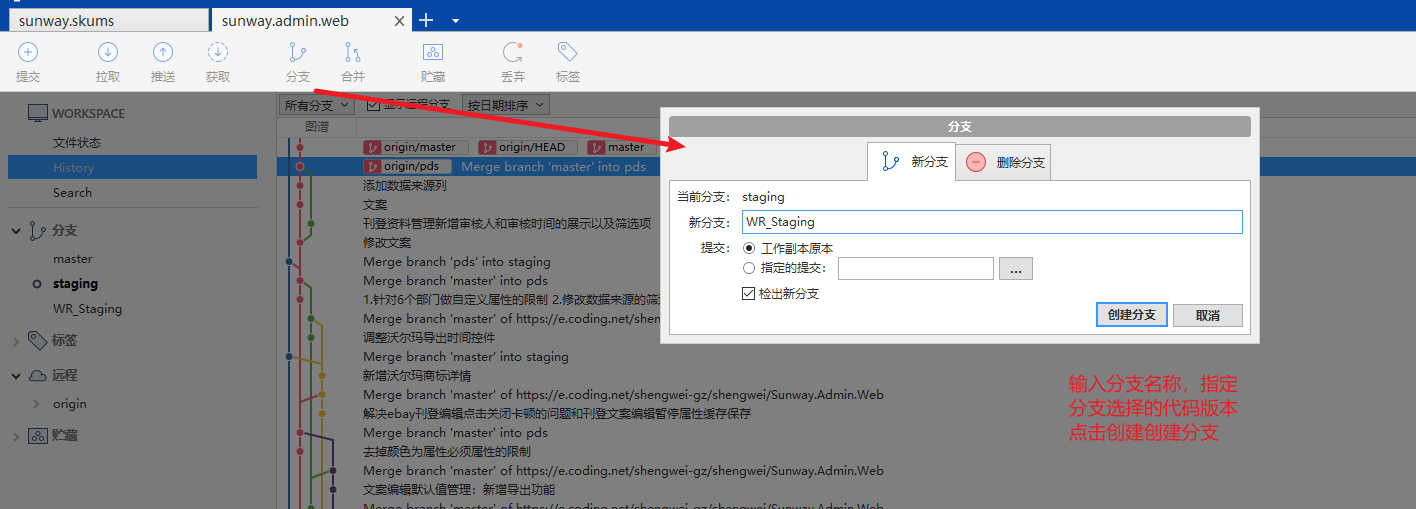 sunway.skums
sunway.admin.web
提交
拉取
推送
获取
分支
合并
贮藏
丢弃
标签
WORKSPACE
文件状态
History
Search
分支
master
staging
WR_Staging
标签
远程
origin
贮藏
所有分支
显示远程分支
按日期排序
图谱
origin/master
origin/HEAD
master
origin/pds
Merge branch 'master' into pds
添加数据来源列
文案
刊登资料管理新增审核人和审核时间的展示以及筛选项
修改文案
Merge branch 'pds' into staging
Merge branch 'master' into pds
1.针对6个部门做自定义属性的限制 2.修改数据来源的筛
Merge branch 'master' of https://e.coding.net/sheng
调整沃尔玛导出时间控件
Merge branch 'master' into staging
新增沃尔玛商标详情
Merge branch 'master' of https://e.coding.net/shengwei-gz/shengwei/Sunway.Admin.Web
解决ebay刊登编辑点击关闭卡顿的问题和刊登文案编辑暂停属性缓存保存
Merge branch 'master' into pds
去掉颜色为属性必须属性的限制
Merge branch 'master' of https://e.coding.net/shengwei-gz/shengwei/Sunway.Admin.Web
文案编辑默认值管理：新增导出功能
Merge branch 'master' of https://e.coding.net/shengwei-gz/shengwei/Sunway.Admin.Web
分支
新分支
删除分支
当前分支： staging
新分支： WR_Staging
提交： 工作副本原本
指定的提交：
...
检出新分支
创建分支
取消
输入分支名称，指定
分支选择的代码版本
点击创建创建分支